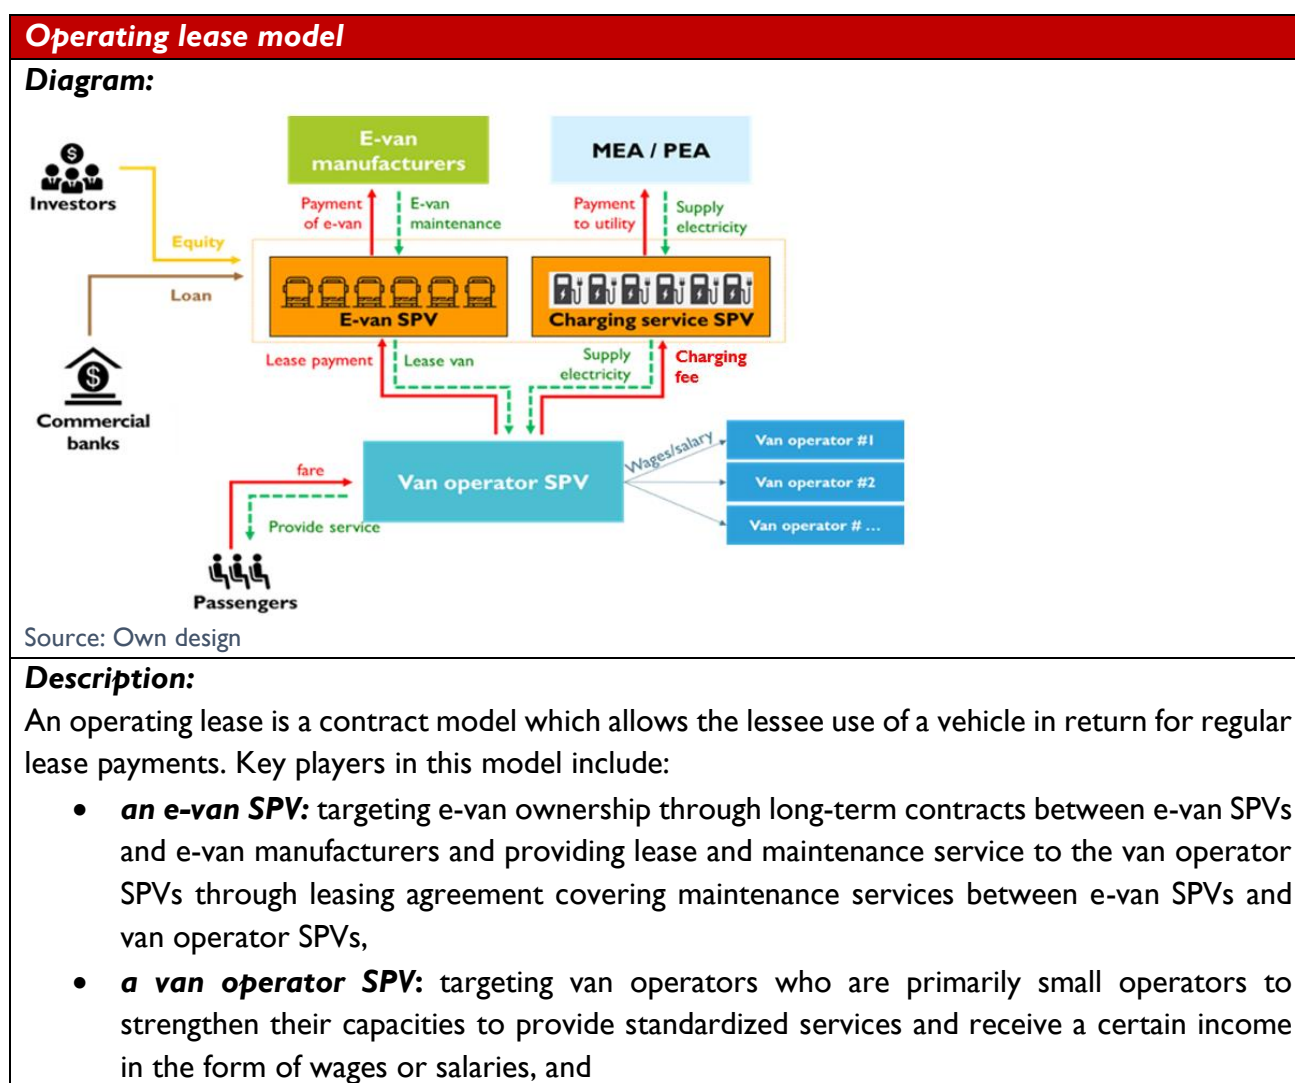 Operating lease model
Diagram:
E-van
manufacturers
MEA / PEA
Investors
Payment
of e-van
E-van
maintenance
Payment
to utility
Supply
electricity
Equity
Loan
E-van SPV
Charging service SPV
Lease payment
Lease van
Supply
electricity
Charging
fee
Commercial
banks
Van operator SPV
Wages/salary
Van operator #1
Van operator #2
Van operator # ...
fare
Provide service
Passengers
Source: Own design
Description:
An operating lease is a contract model which allows the lessee use of a vehicle in return for regular
lease payments. Key players in this model include:
• an e-van SPV: targeting e-van ownership through long-term contracts between e-van SPVs
and e-van manufacturers and providing lease and maintenance service to the van operator
SPVs through leasing agreement covering maintenance services between e-van SPVs and
van operator SPVs,
• a van operator SPV: targeting van operators who are primarily small operators to
strengthen their capacities to provide standardized services and receive a certain income
in the form of wages or salaries, and